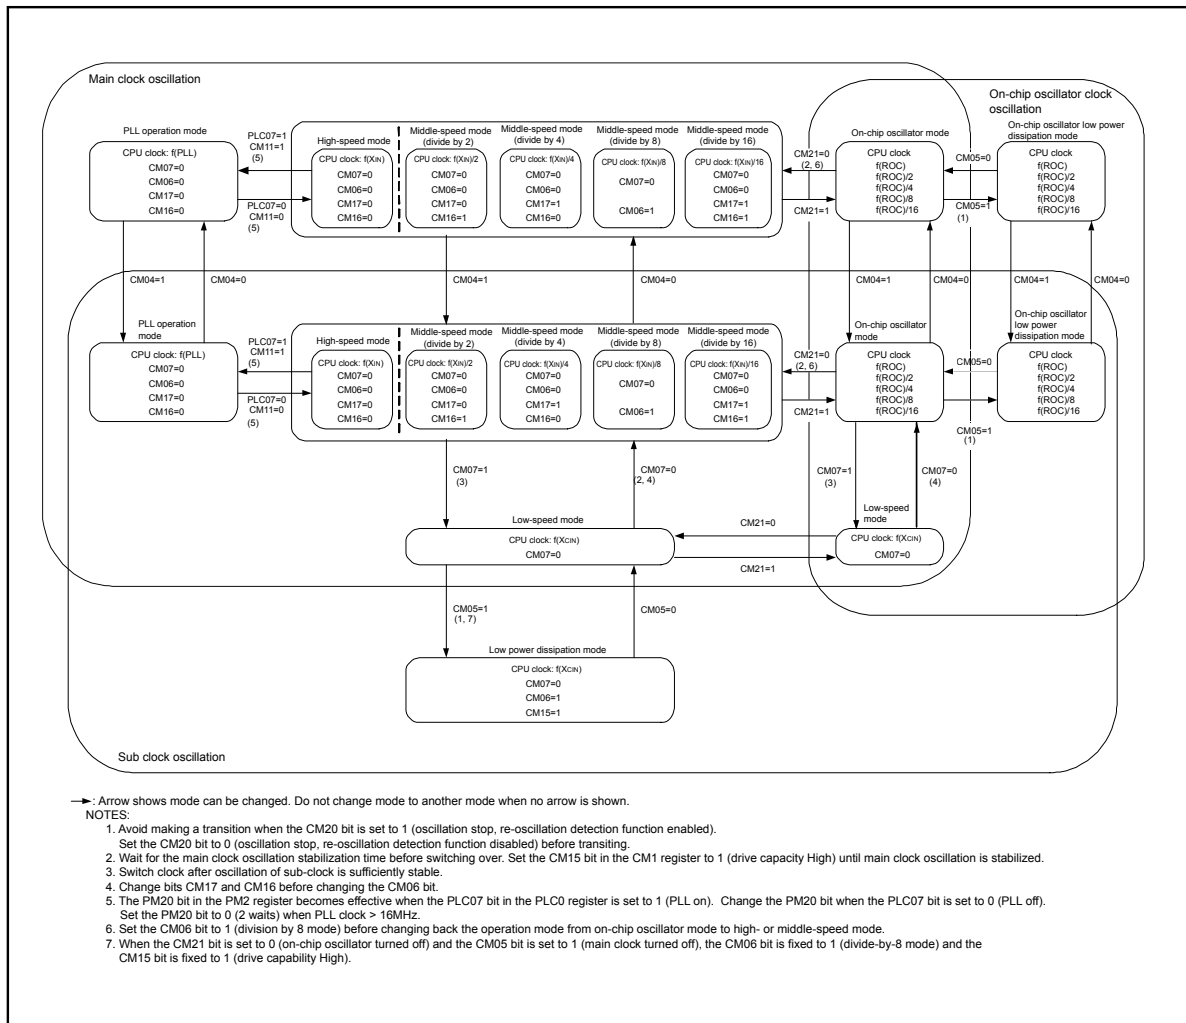 Main clock oscillation
On-chip oscillator clock
oscillation
PLL operation mode
PLC07=1
CM11=1
(5)
High-speed mode
Middle-speed mode
(divide by 2)
Middle-speed mode
(divide by 4)
Middle-speed mode
(divide by 8)
Middle-speed mode
(divide by 16)
On-chip oscillator mode
On-chip oscillator low power
dissipation mode
CPU clock: f(PLL)
CM07=0
CM06=0
CM17=0
CM16=0
PLC07=0
CM11=0
(5)
CPU clock: f(XIN)
CM07=0
CM06=0
CM17=0
CM16=0
CPU clock: f(XIN)/2
CM07=0
CM06=0
CM17=0
CM16=1
CPU clock: f(XIN)/4
CM07=0
CM06=0
CM17=1
CM16=0
CPU clock: f(XIN)/8
CM07=0
CM06=1
CPU clock: f(XIN)/16
CM07=0
CM06=0
CM17=1
CM16=1
CM21=0
(2, 6)
CM21=1
CPU clock
f(ROC)
f(ROC)/2
f(ROC)/4
f(ROC)/8
f(ROC)/16
CM05=0
CM05=1
(1)
CPU clock
f(ROC)
f(ROC)/2
f(ROC)/4
f(ROC)/8
f(ROC)/16
CM04=1
CM04=0
CM04=1
CM04=0
CM04=1
CM04=0
CM04=1
CM04=0
PLL operation
mode
PLC07=1
CM11=1
(5)
High-speed mode
Middle-speed mode
(divide by 2)
Middle-speed mode
(divide by 4)
Middle-speed mode
(divide by 8)
Middle-speed mode
(divide by 16)
On-chip oscillator
mode
On-chip oscillator
low power
dissipation mode
CPU clock: f(PLL)
CM07=0
CM06=0
CM17=0
CM16=0
PLC07=0
CM11=0
(5)
CPU clock: f(XIN)
CM07=0
CM06=0
CM17=0
CM16=0
CPU clock: f(XIN)/2
CM07=0
CM06=0
CM17=0
CM16=1
CPU clock: f(XIN)/4
CM07=0
CM06=0
CM17=1
CM16=0
CPU clock: f(XIN)/8
CM07=0
CM06=1
CPU clock: f(XIN)/16
CM07=0
CM06=0
CM17=1
CM16=1
CM21=0
(2, 6)
CM21=1
CPU clock
f(ROC)
f(ROC)/2
f(ROC)/4
f(ROC)/8
f(ROC)/16
CM05=0
CM05=1
(1)
CPU clock
f(ROC)
f(ROC)/2
f(ROC)/4
f(ROC)/8
f(ROC)/16
CM07=1
(3)
CM07=0
(2, 4)
CM07=1
(3)
CM07=0
(4)
Low-speed mode
CPU clock: f(XCIN)
CM07=0
CM21=0
CM21=1
Low-speed
mode
CPU clock: f(XCIN)
CM07=0
CM05=1
(1, 7)
CM05=0
Low power dissipation mode
CPU clock: f(XCIN)
CM07=0
CM06=1
CM15=1
Sub clock oscillation
: Arrow shows mode can be changed. Do not change mode to another mode when no arrow is shown.
NOTES:
1. Avoid making a transition when the CM20 bit is set to 1 (oscillation stop, re-oscillation detection function enabled).
Set the CM20 bit to 0 (oscillation stop, re-oscillation detection function disabled) before transiting.
2. Wait for the main clock oscillation stabilization time before switching over. Set the CM15 bit in the CM1 register to 1 (drive capacity High) until main clock oscillation is stabilized.
3. Switch clock after oscillation of sub-clock is sufficiently stable.
4. Change bits CM17 and CM16 before changing the CM06 bit.
5. The PM20 bit in the PM2 register becomes effective when the PLC07 bit in the PLC0 register is set to 1 (PLL on). Change the PM20 bit when the PLC07 bit is set to 0 (PLL off).
Set the PM20 bit to 0 (2 waits) when PLL clock > 16MHz.
6. Set the CM06 bit to 1 (division by 8 mode) before changing back the operation mode from on-chip oscillator mode to high- or middle-speed mode.
7. When the CM21 bit is set to 0 (on-chip oscillator turned off) and the CM05 bit is set to 1 (main clock turned off), the CM06 bit is fixed to 1 (divide-by-8 mode) and the
CM15 bit is fixed to 1 (drive capability High).